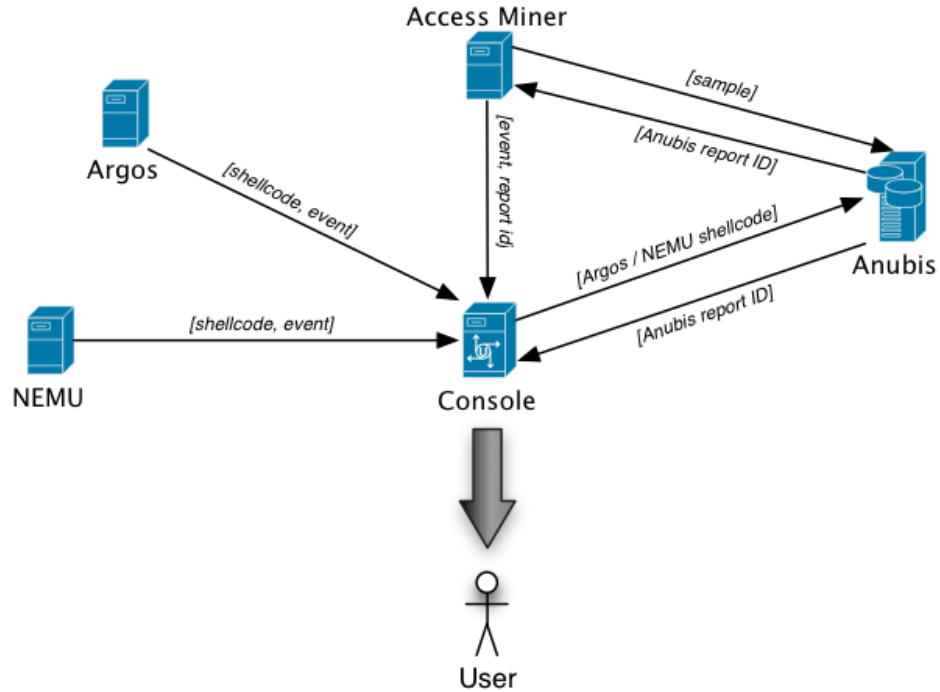 Access Miner
[sample]
Argos
[Anubis report ID]
[event, report id]
[shellcode, event]
[Argos / NEMU shellcode]
Anubis
[shellcode, event]
[Anubis report ID]
NEMU
Console
User